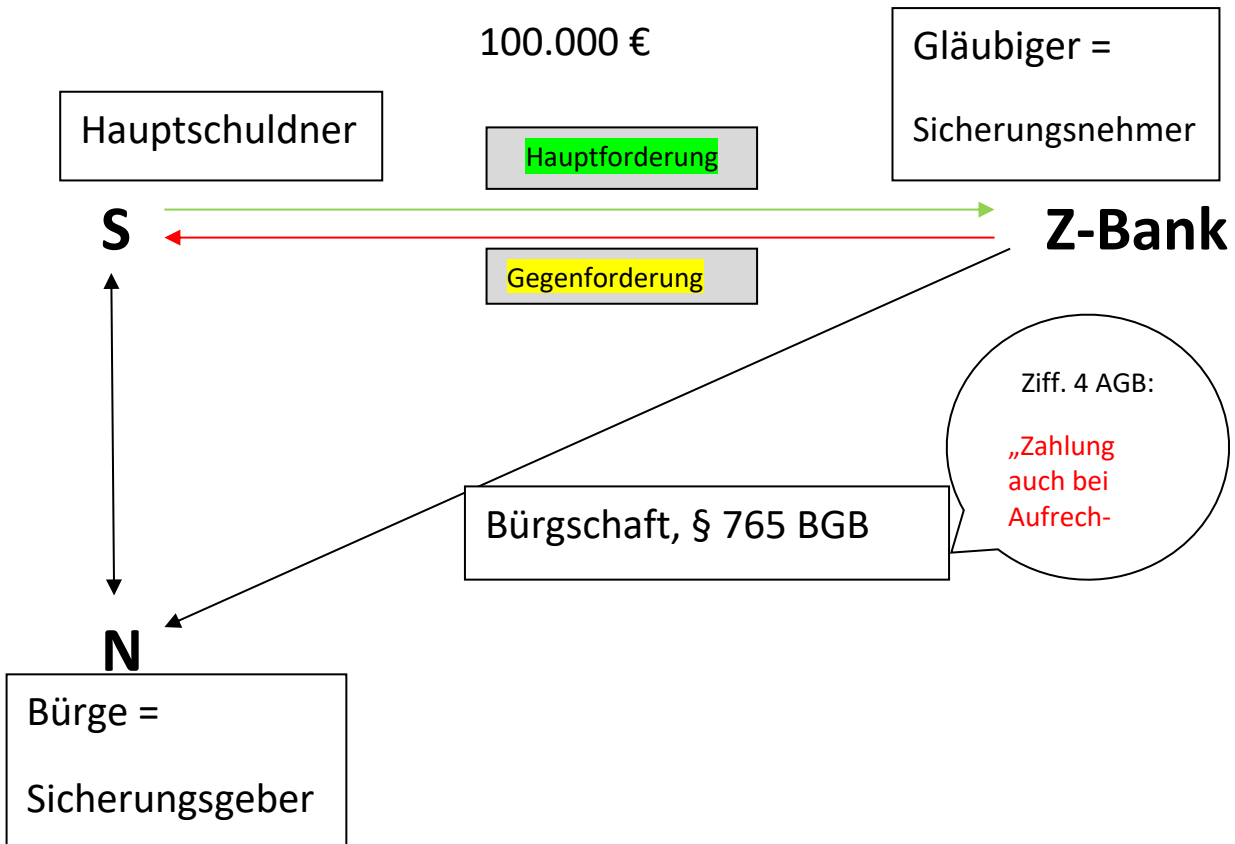 100.000 €
Gläubiger =
Sicherungsnehmer
Hauptschuldner
Hauptforderung
S
Z-Bank
Gegenforderung
Ziff. 4 AGB:
„Zahlung
auch bei
Aufrech-
Bürgschaft, § 765 BGB
N
Bürge =
Sicherungsgeber